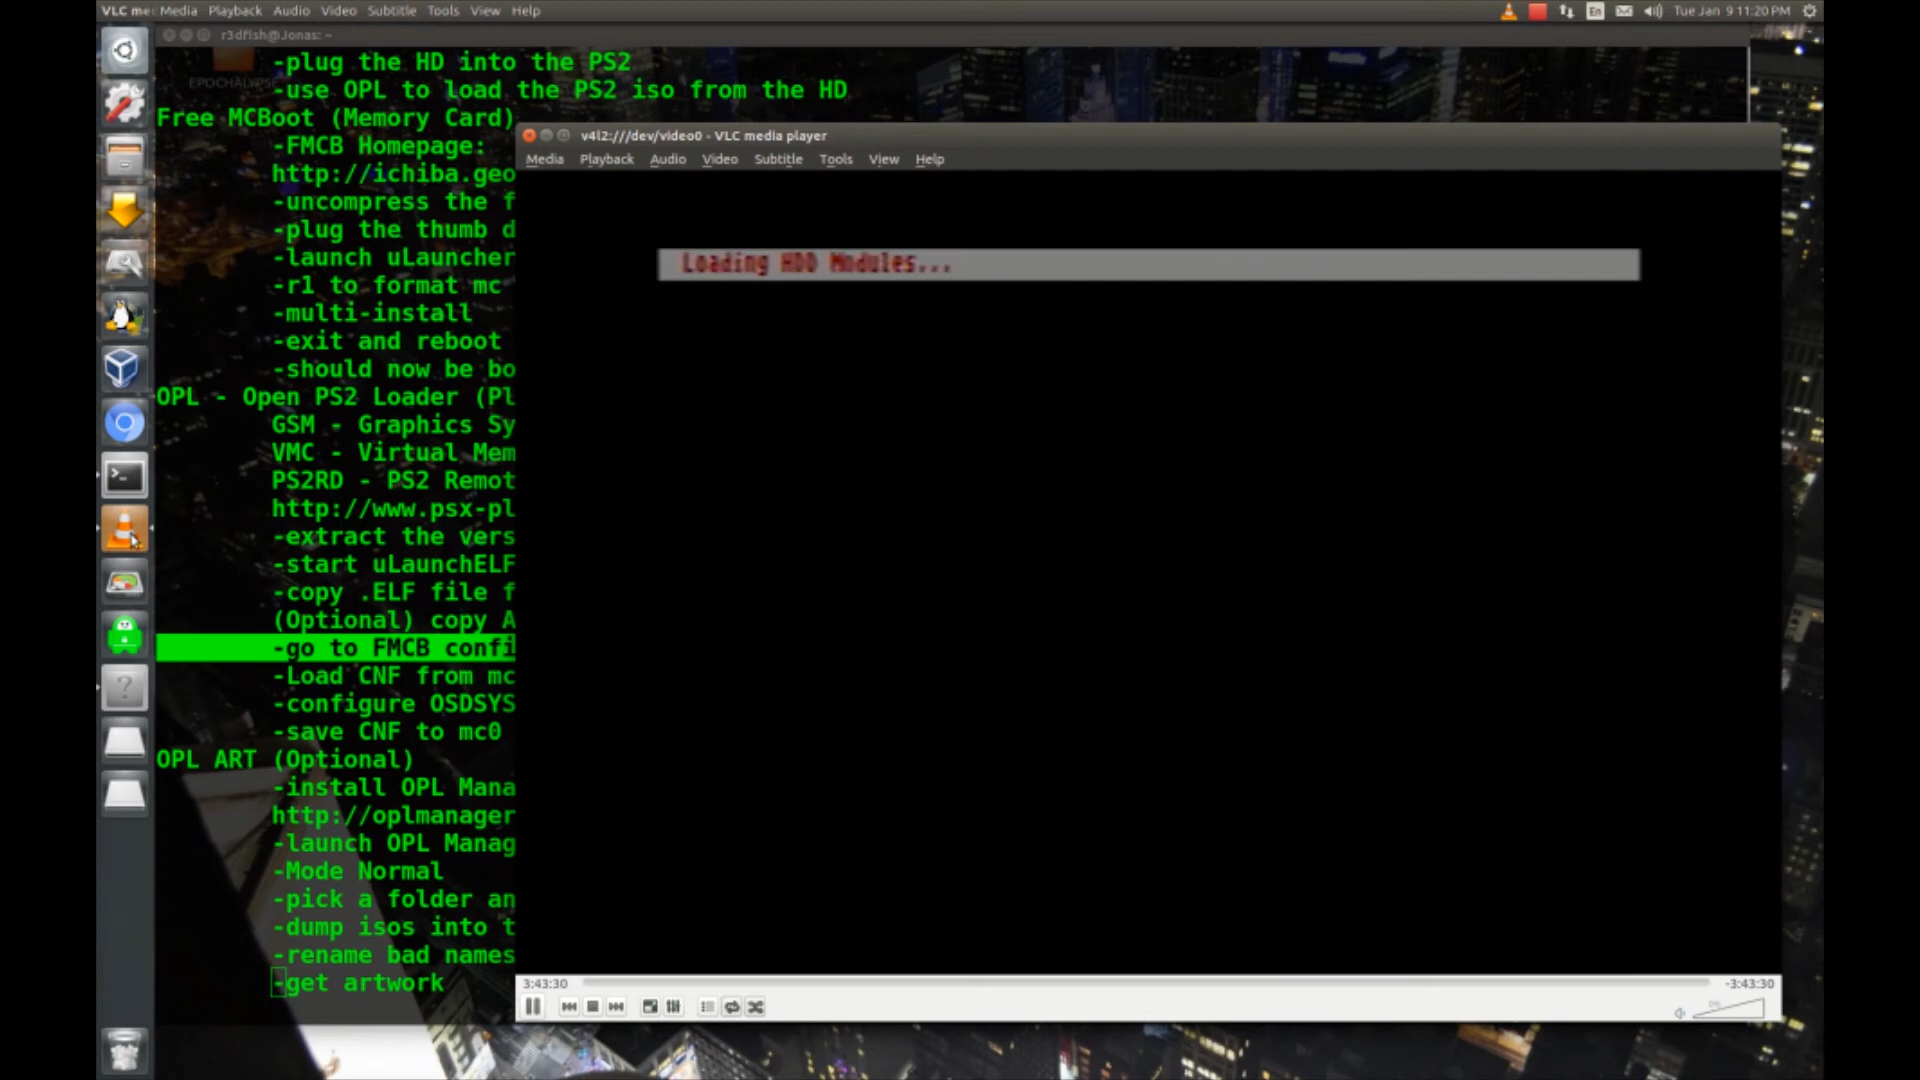 VLC me Media Playback Audio Video Subtitle Tools View Help
En Tue Jan 9 11:20 PM
r3dfish@Jonas: ~
EPOCHALYPSE
-plug the HD into the PS2
-use OPL to load the PS2 iso from the HD
Free MCBoot (Memory Card)
-FMCB Homepage:
http://ichiba.geo
-uncompress the f
-plug the thumb d
-launch uLauncher
-r1 to format mc
-multi-install
-exit and reboot
-should now be bo
OPL - Open PS2 Loader (Pl
GSM - Graphics Sy
VMC - Virtual Mem
PS2RD - PS2 Remot
http://www.psx-pl
-extract the vers
-start uLaunchELF
-copy .ELF file f
(Optional) copy A
-go to FMCB confi
-Load CNF from mc
-configure OSDSYS
-save CNF to mc0
OPL ART (Optional)
-install OPL Mana
http://oplmanager
-launch OPL Manag
-Mode Normal
-pick a folder an
-dump isos into t
-rename bad names
-get artwork
v4l2:///dev/video0 - VLC media player
Media Playback Audio Video Subtitle Tools View Help
Loading HDD Modules...
3:43:30 -3:43:30
0%